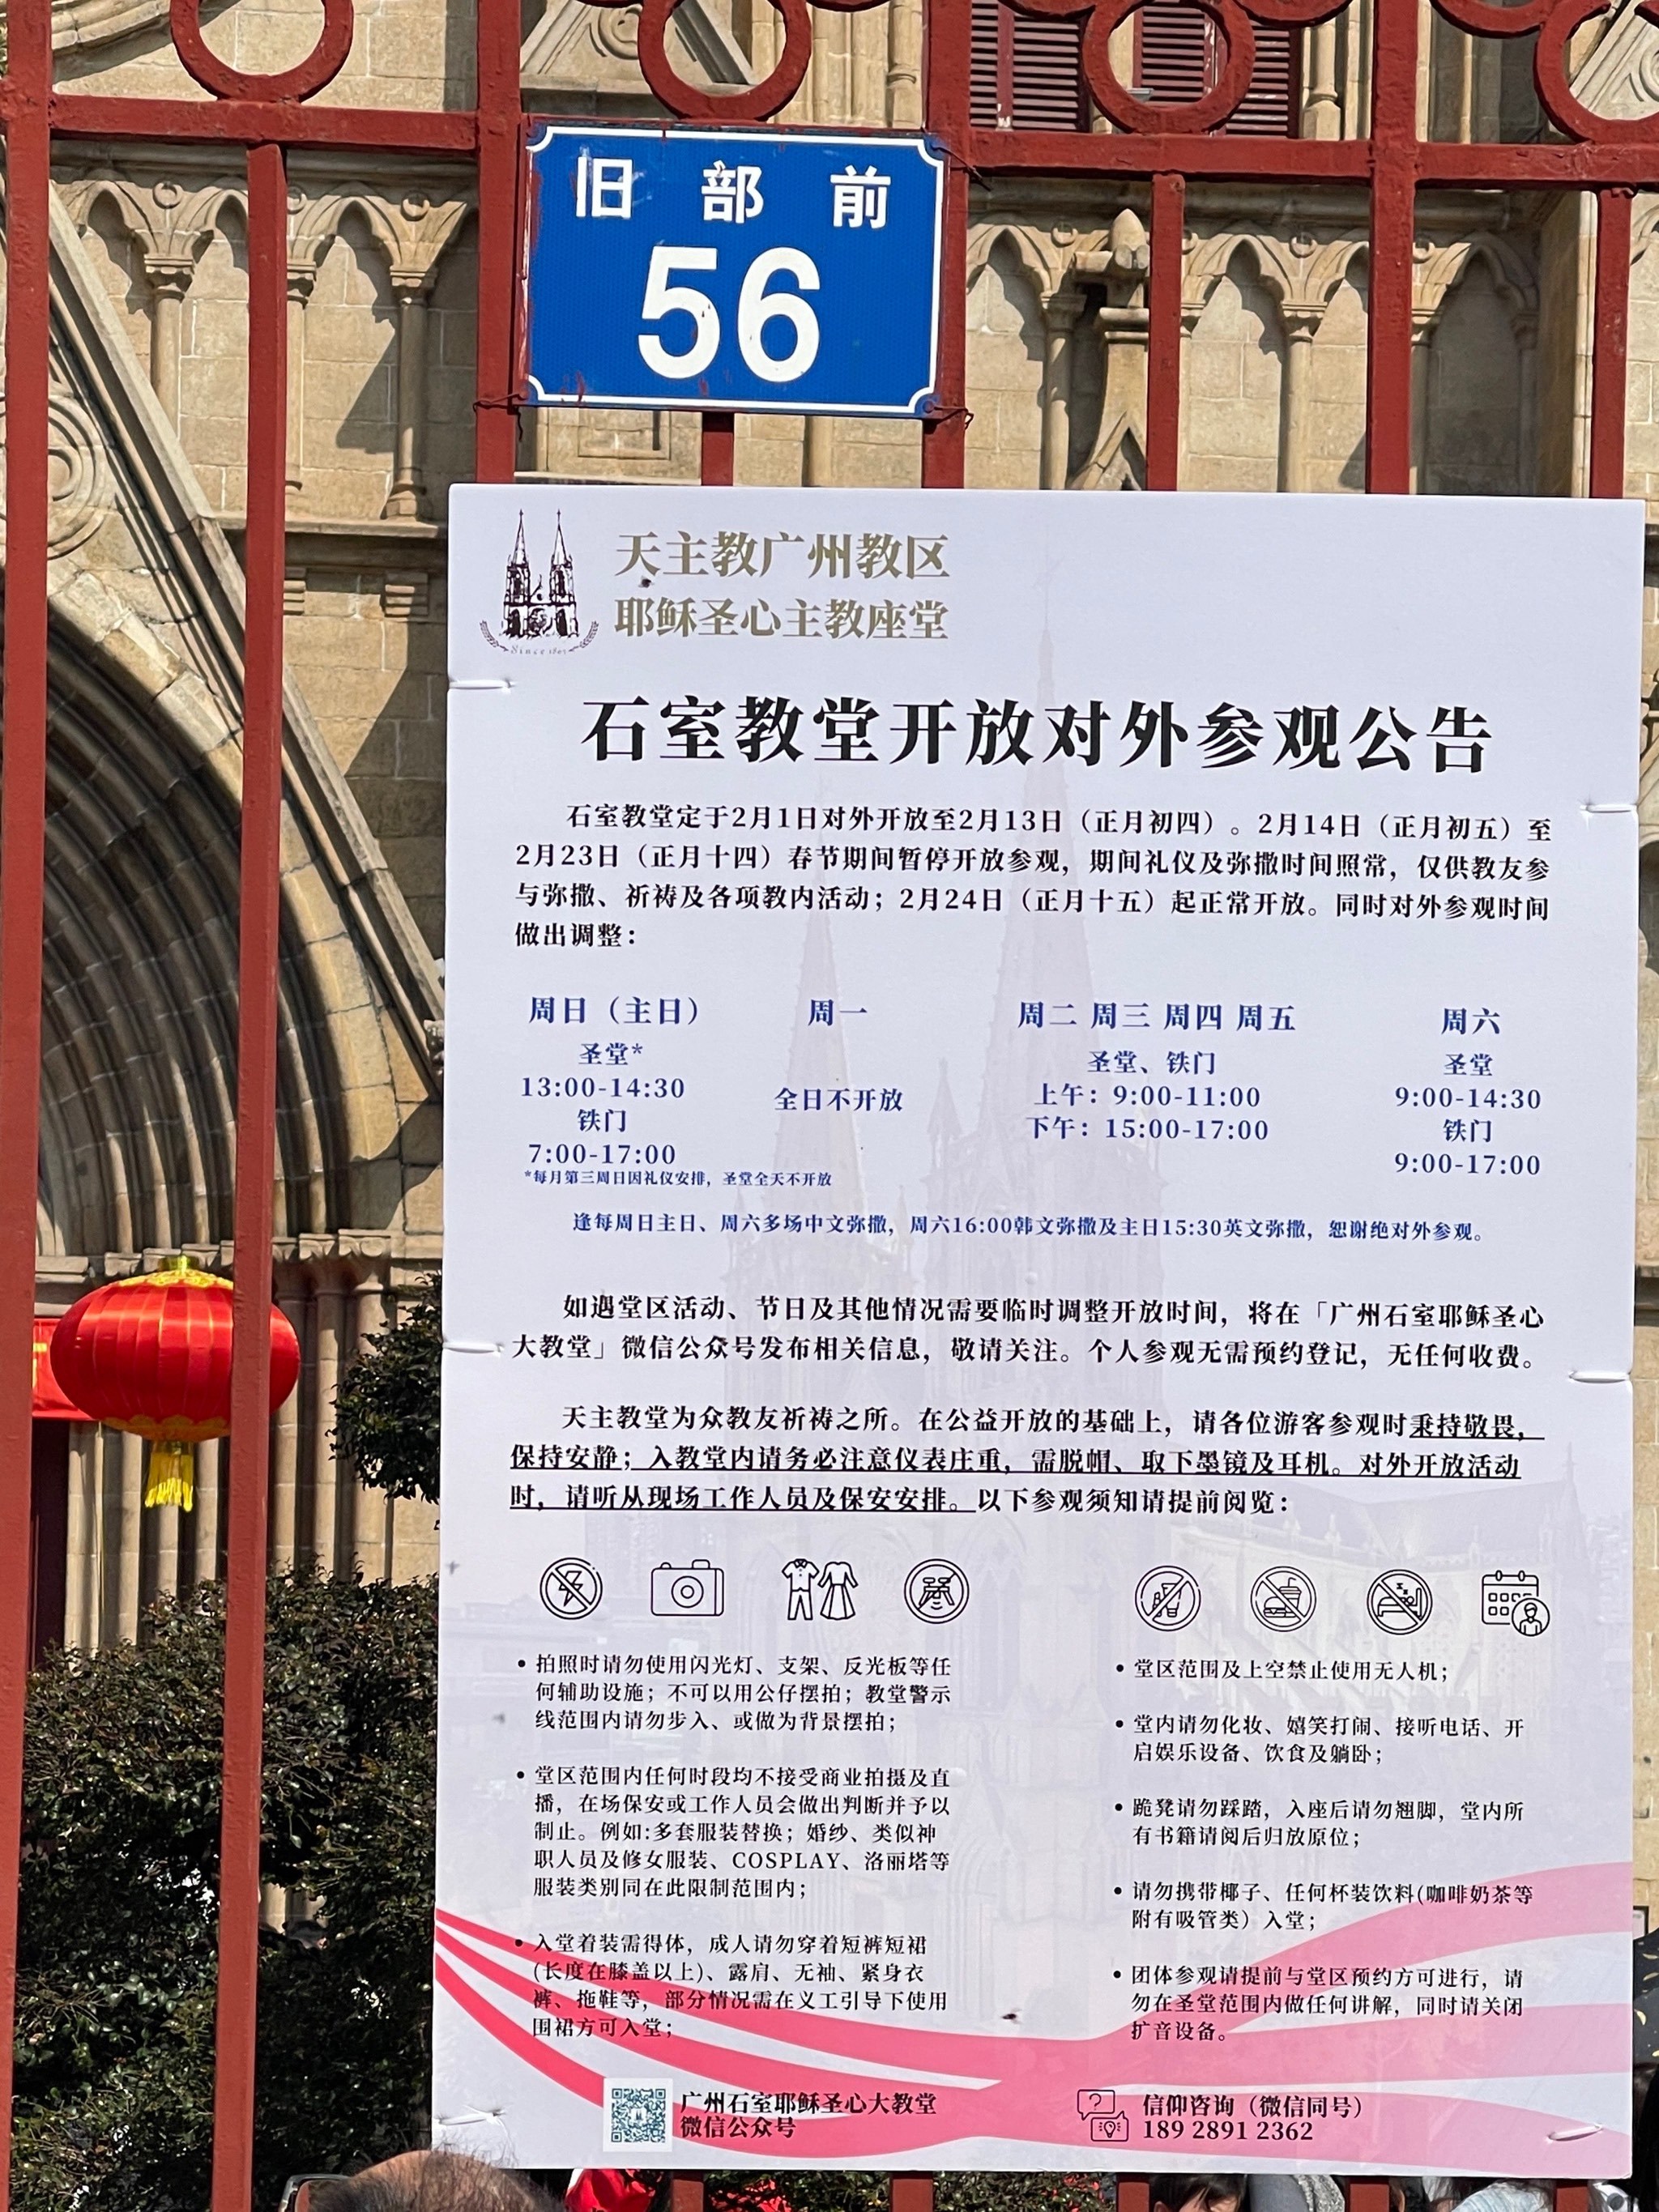 旧部前
56
天主教广州教区
耶稣圣心主教座堂
Since 1863
石室教堂开放对外参观公告
石室教堂定于2月1日对外开放至2月13日（正月初四）。2月14日（正月初五）至
2月23日（正月十四）春节期间暂停开放参观，期间礼仪及弥撒时间照常，仅供教友参
与弥撒、祈祷及各项教内活动；2月24日（正月十五）起正常开放。同时对外参观时间
做出调整：
周日（主日）
圣堂*
13:00-14:30
铁门
7:00-17:00
*每月第三周日因礼仪安排，圣堂全天不开放
周一
全日不开放
周二 周三 周四 周五
圣堂、铁门
上午：9:00-11:00
下午：15:00-17:00
周六
圣堂
9:00-14:30
铁门
9:00-17:00
逢每周日主日、周六多场中文弥撒，周六16:00韩文弥撒及主日15:30英文弥撒，恕谢绝对外参观。
如遇堂区活动、节日及其他情况需要临时调整开放时间，将在「广州石室耶稣圣心
大教堂」微信公众号发布相关信息，敬请关注。个人参观无需预约登记，无任何收费。
天主教堂为众教友祈祷之所。在公益开放的基础上，请各位游客参观时秉持敬畏，
保持安静；入教堂内请务必注意仪表庄重，需脱帽、取下墨镜及耳机。对外开放活动
时，请听从现场工作人员及保安安排。以下参观须知请提前阅览：
• 拍照时请勿使用闪光灯、支架、反光板等任
何辅助设施；不可以用公仔摆拍；教堂警示
线范围内请勿步入、或做为背景摆拍；
• 堂区范围内任何时段均不接受商业拍摄及直
播，在场保安或工作人员会做出判断并予以
制止。例如:多套服装替换；婚纱、类似神
职人员及修女服装、COSPLAY、洛丽塔等
服装类别同在此限制范围内；
• 入堂着装需得体，成人请勿穿着短裤短裙
(长度在膝盖以上)、露肩、无袖、紧身衣
裤、拖鞋等，部分情况需在义工引导下使用
围裙方可入堂；
• 堂区范围及上空禁止使用无人机；
• 堂内请勿化妆、嬉笑打闹、接听电话、开
启娱乐设备、饮食及躺卧；
• 跪凳请勿踩踏，入座后请勿翘脚，堂内所
有书籍请阅后归放原位；
• 请勿携带椰子、任何杯装饮料(咖啡奶茶等
附有吸管类）入堂；
• 团体参观请提前与堂区预约方可进行，请
勿在圣堂范围内做任何讲解，同时请关闭
扩音设备。
广州石室耶稣圣心大教堂
微信公众号
信仰咨询（微信同号）
189 2891 2362